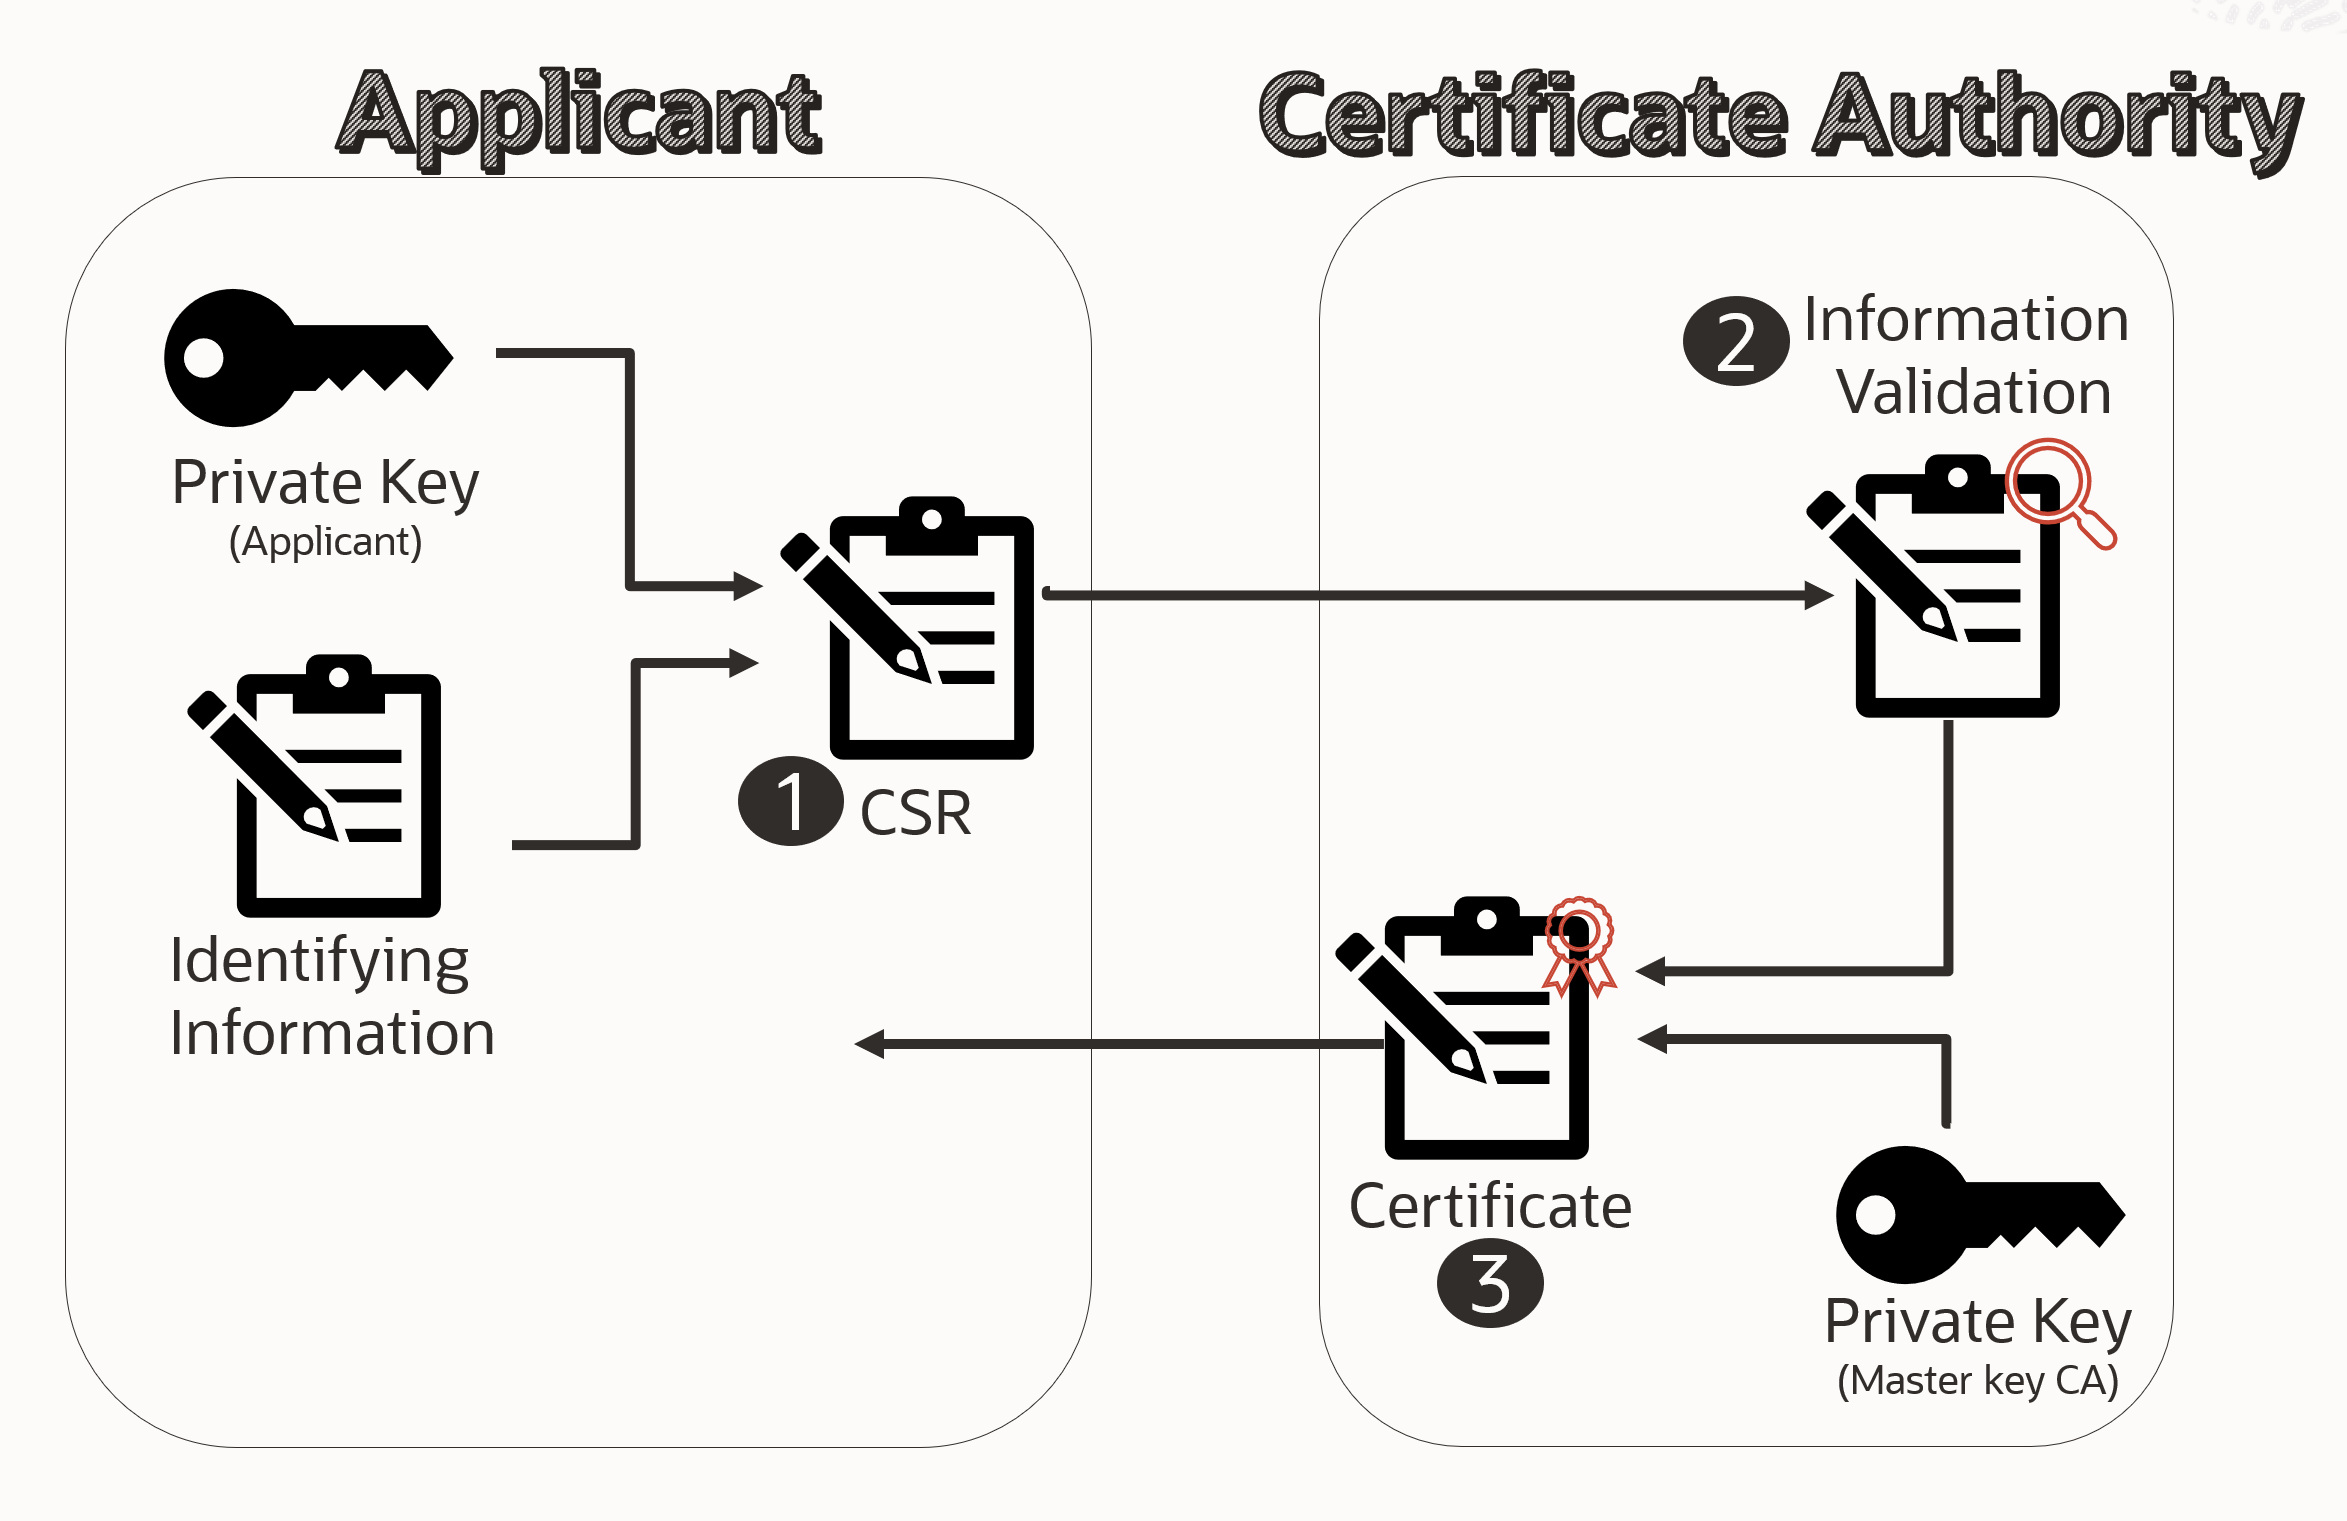 Applicant
Certificate Authority
Private Key
(Applicant)
Identifying
Information
1 CSR
2 Information
Validation
Certificate
3
Private Key
(Master key CA)